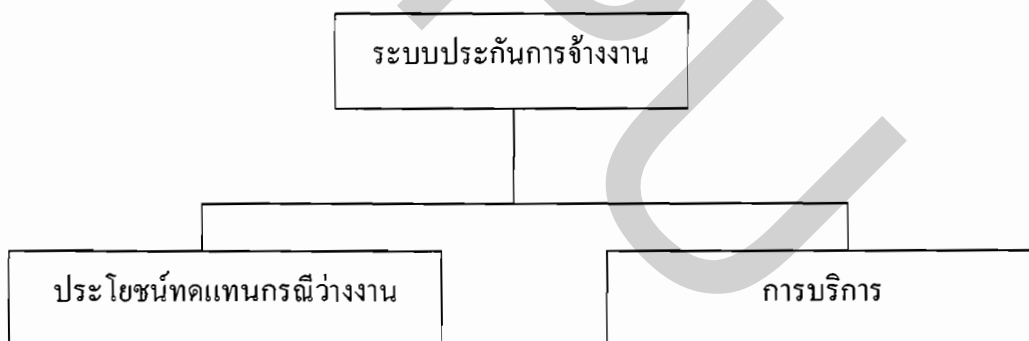 ระบบประกันการจ้างงาน
ประโยชน์ทดแทนกรณีว่างงาน
การบริการ